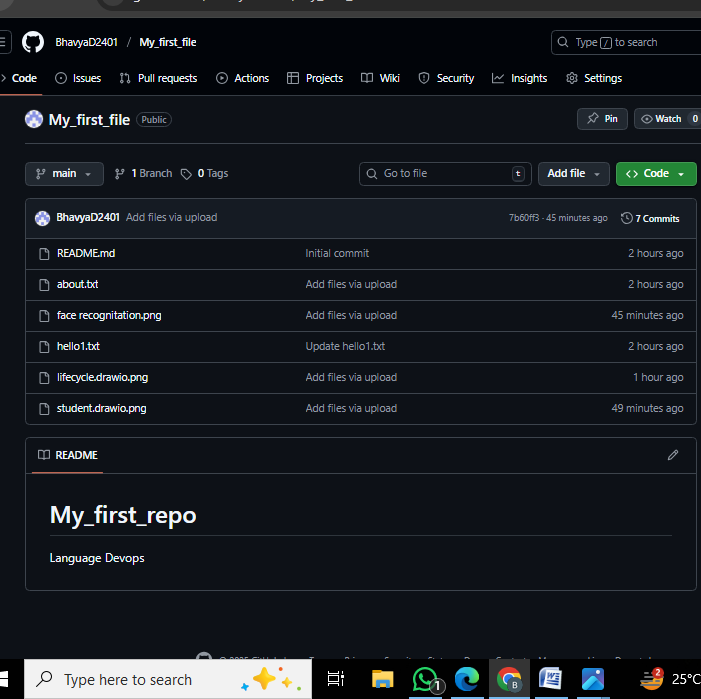 BhavyaD2401 / My_first_file
Type / to search
Code Issues Pull requests Actions Projects Wiki Security Insights Settings
My_first_file Public
Pin Watch 0
main 1 Branch 0 Tags
Go to file t Add file Code
BhavyaD2401 Add files via upload 7b60ff3 · 45 minutes ago 7 Commits
README.md Initial commit 2 hours ago
about.txt Add files via upload 2 hours ago
face recognitation.png Add files via upload 45 minutes ago
hello1.txt Update hello1.txt 2 hours ago
lifecycle.drawio.png Add files via upload 1 hour ago
student.drawio.png Add files via upload 49 minutes ago
README
My_first_repo
Language Devops
Type here to search 1 B W 2 25°C